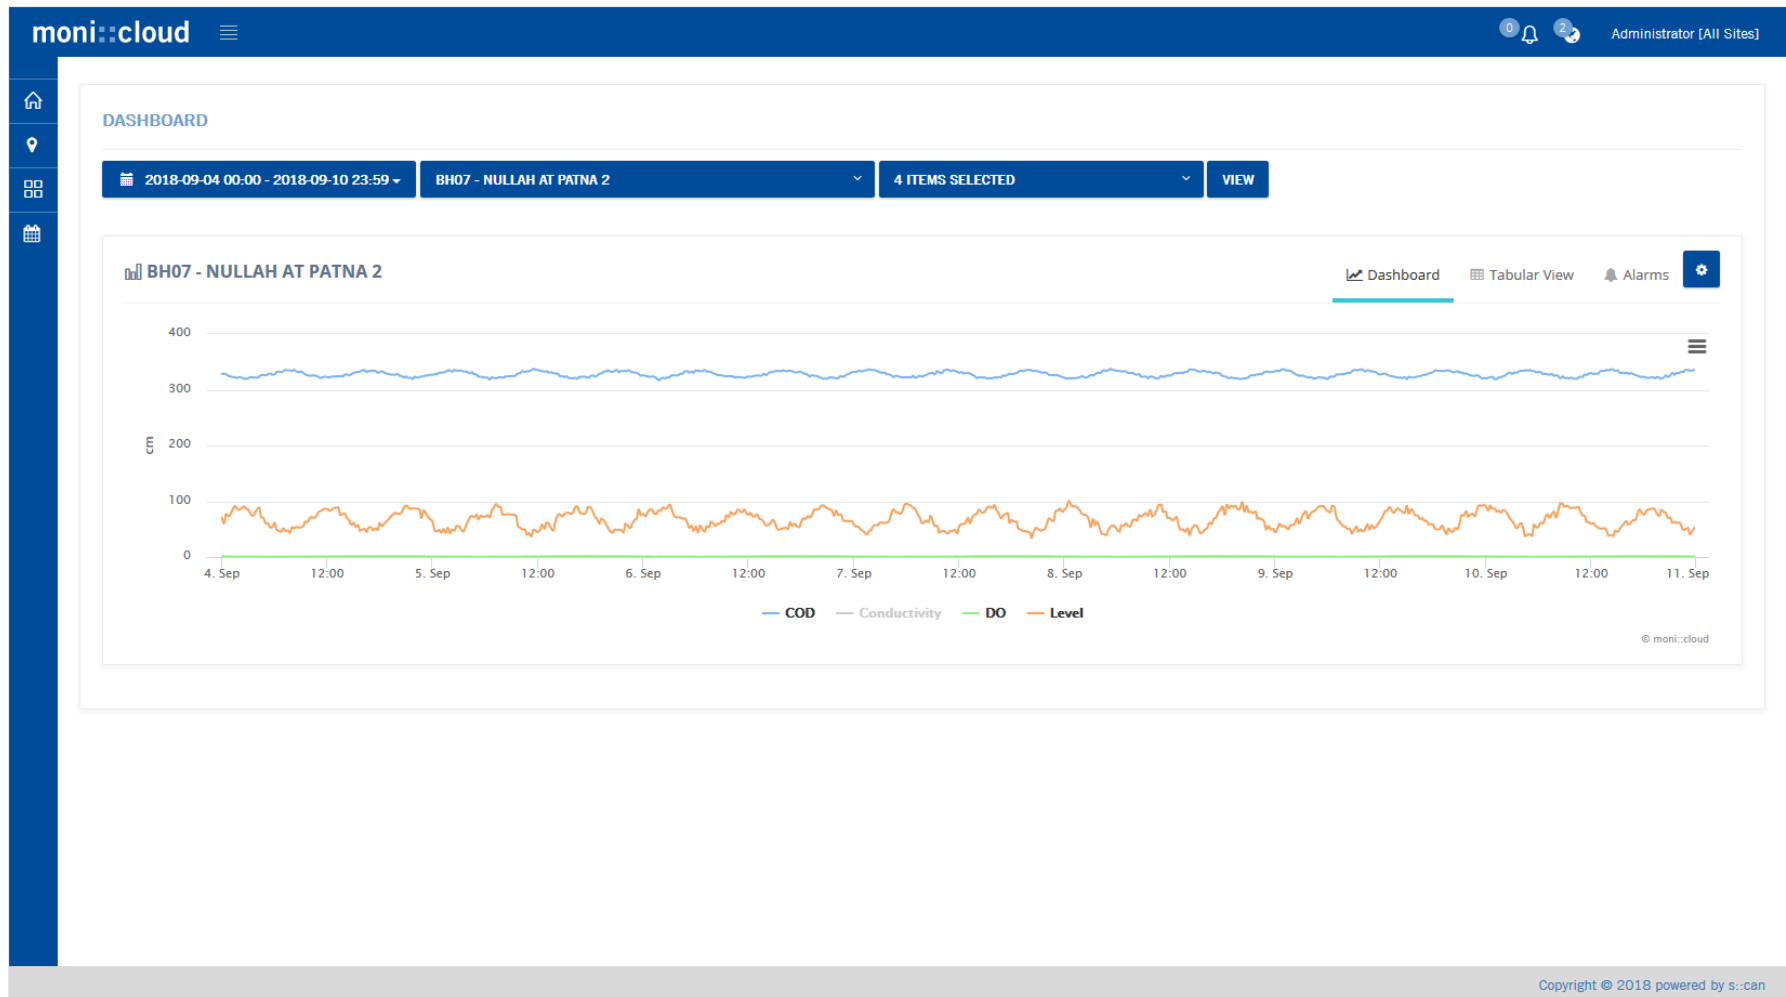 moni::cloud
0
2
Administrator [All Sites]
DASHBOARD
2018-09-04 00:00 - 2018-09-10 23:59
BH07 - NULLAH AT PATNA 2
4 ITEMS SELECTED
VIEW
BH07 - NULLAH AT PATNA 2
Dashboard
Tabular View
Alarms
400
300
200
100
0
cm
4. Sep
12:00
5. Sep
12:00
6. Sep
12:00
7. Sep
12:00
8. Sep
12:00
9. Sep
12:00
10. Sep
12:00
11. Sep
COD
Conductivity
DO
Level
© moni::cloud
Copyright © 2018 powered by s::can